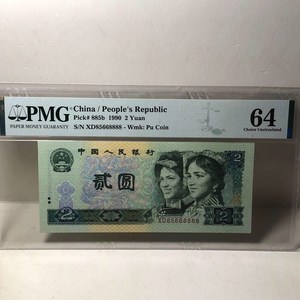 PMG
PAPER MONEY GUARANTY
China / People's Republic
Pick# 885b 1990 2 Yuan
S/N XD85668888 - Wmk: Pu Coin
64
Choice Uncirculated
中国人民银行
贰圆
2
2